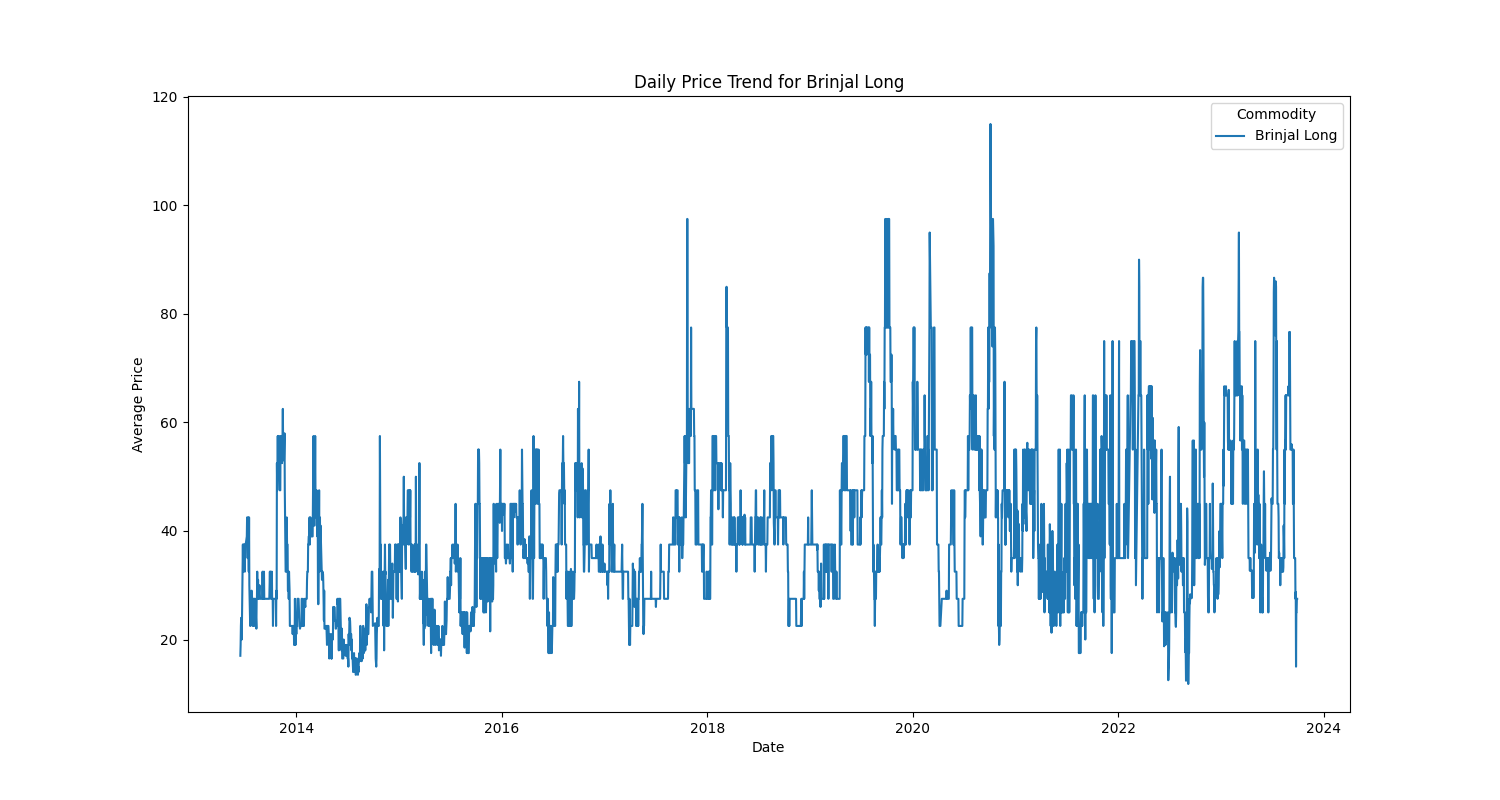 Daily Price Trend for Brinjal Long
120
100
80
60
40
20
Average Price
Commodity
Brinjal Long
2014 2016 2018 2020 2022 2024
Date